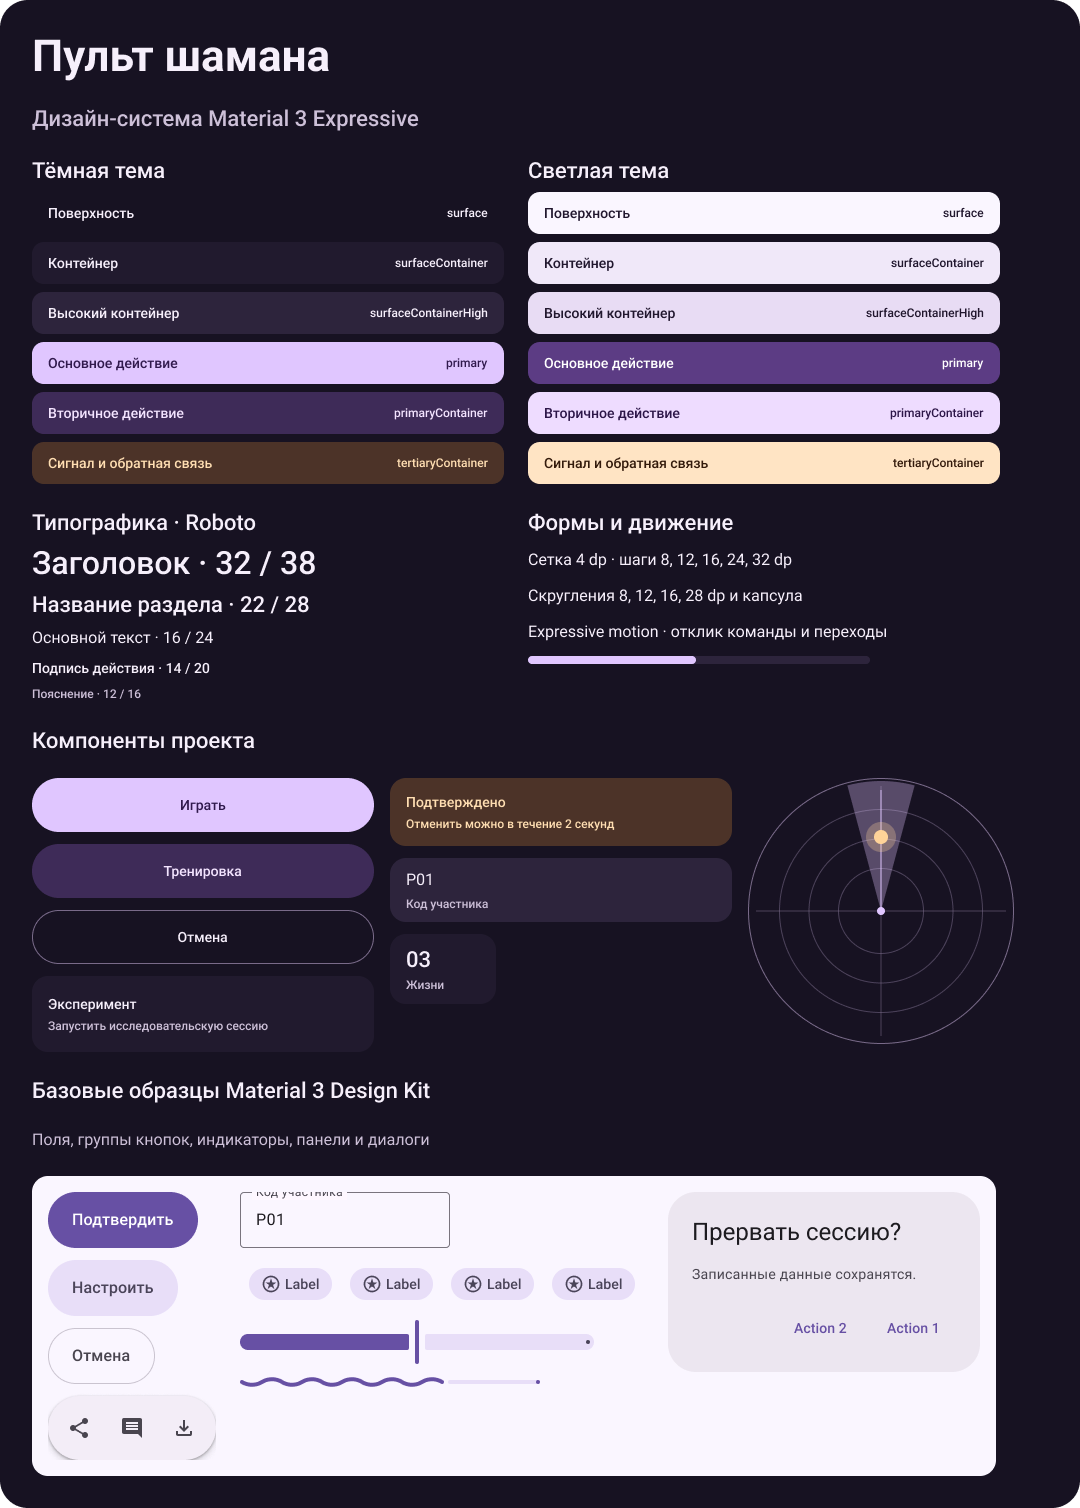 Пульт шамана
Дизайн-система Material 3 Expressive
Тёмная тема
Поверхность surface
Контейнер surfaceContainer
Высокий контейнер surfaceContainerHigh
Основное действие primary
Вторичное действие primaryContainer
Сигнал и обратная связь tertiaryContainer
Светлая тема
Поверхность surface
Контейнер surfaceContainer
Высокий контейнер surfaceContainerHigh
Основное действие primary
Вторичное действие primaryContainer
Сигнал и обратная связь tertiaryContainer
Типографика · Roboto
Заголовок · 32 / 38
Название раздела · 22 / 28
Основной текст · 16 / 24
Подпись действия · 14 / 20
Пояснение · 12 / 16
Формы и движение
Сетка 4 dp · шаги 8, 12, 16, 24, 32 dp
Скругления 8, 12, 16, 28 dp и капсула
Expressive motion · отклик команды и переходы
Компоненты проекта
Играть
Тренировка
Отмена
Эксперимент
Запустить исследовательскую сессию
Подтверждено
Отменить можно в течение 2 секунд
P01
Код участника
03
Жизни
Базовые образцы Material 3 Design Kit
Поля, группы кнопок, индикаторы, панели и диалоги
Подтвердить
Настроить
Отмена
Код участника
P01
Label Label Label Label
Прервать сессию?
Записанные данные сохранятся.
Action 2 Action 1